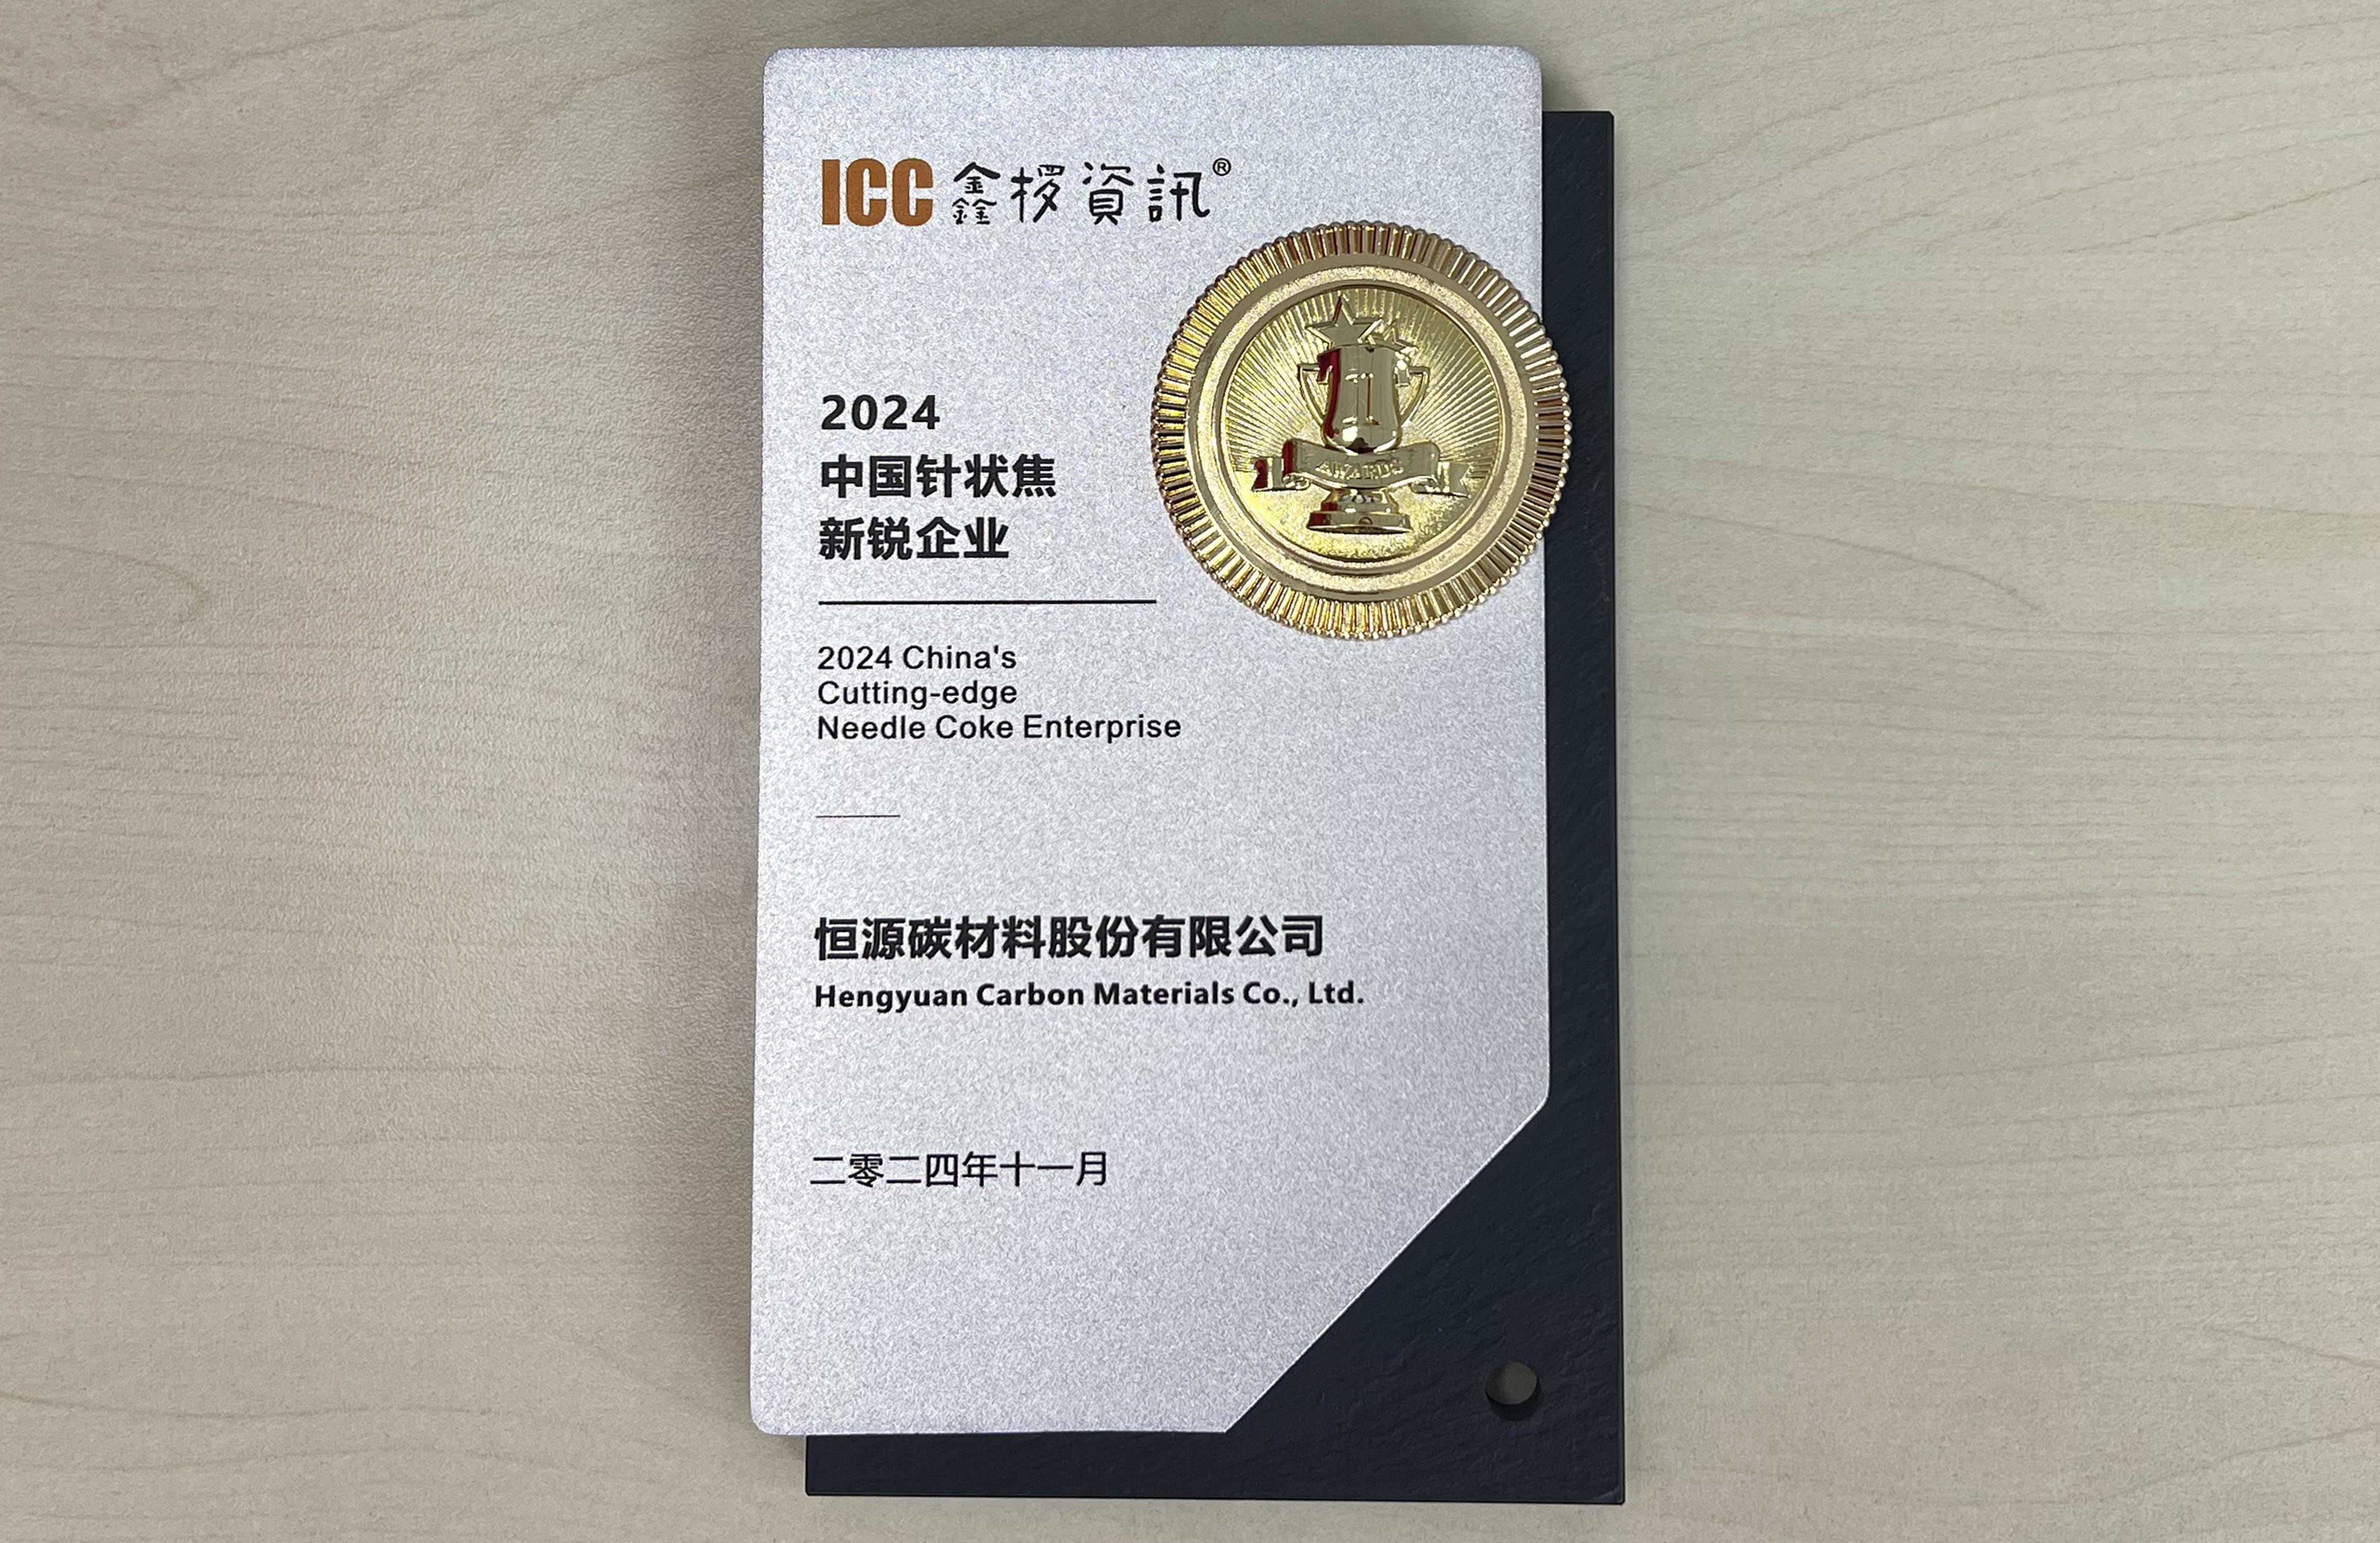 ICC 鑫椤資訊®
1
AWARDS
2024
中国针状焦
新锐企业
2024 China's
Cutting-edge
Needle Coke Enterprise
恒源碳材料股份有限公司
Hengyuan Carbon Materials Co., Ltd.
二零二四年十一月